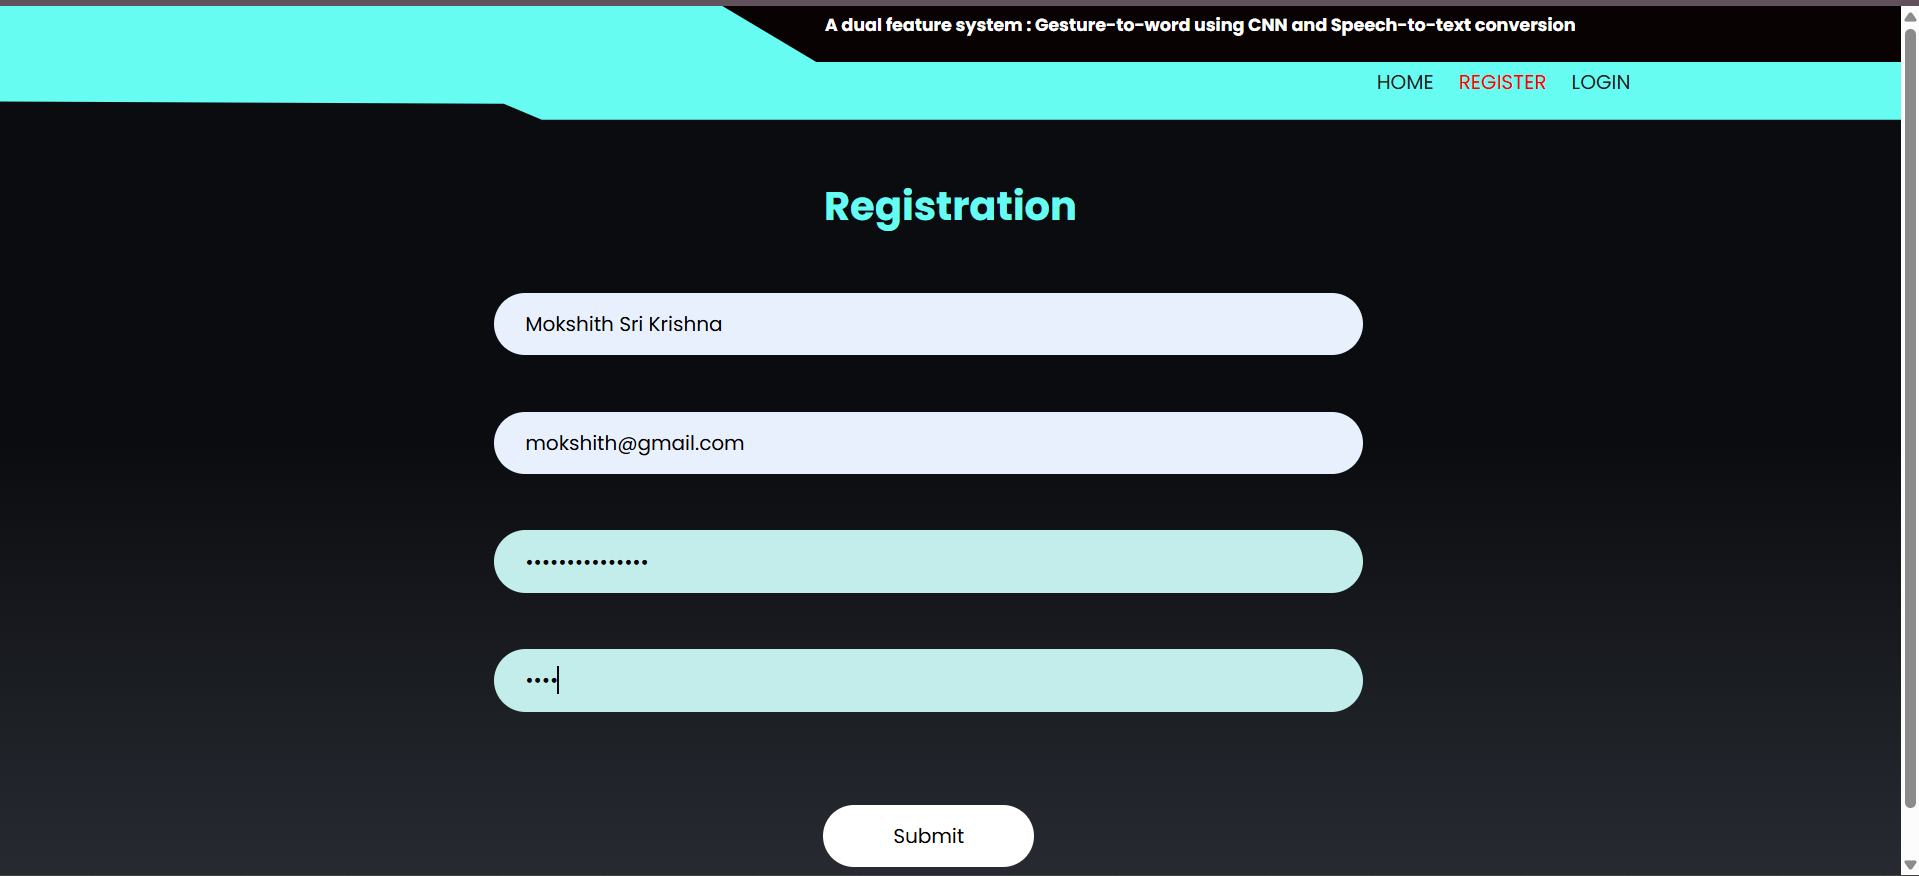 A dual feature system : Gesture-to-word using CNN and Speech-to-text conversion
HOME REGISTER LOGIN
Registration
Mokshith Sri Krishna
mokshith@gmail.com
•••••••••••••••
••••
Submit